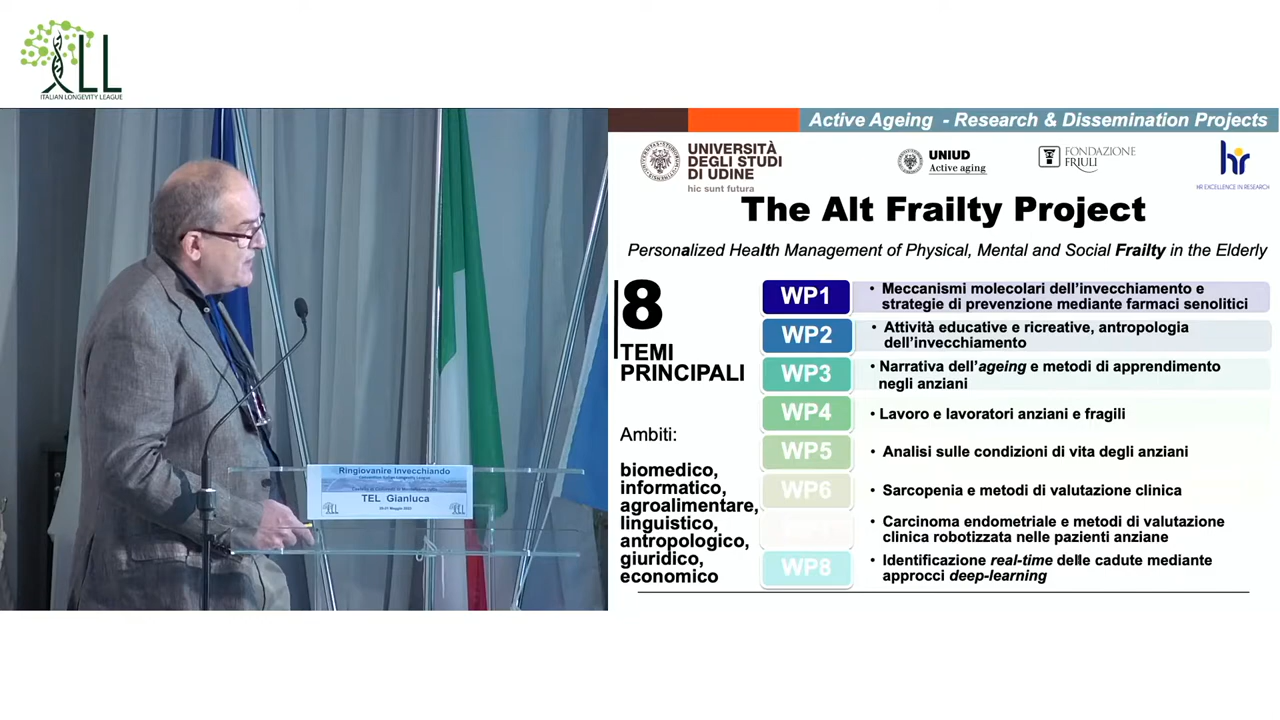 LL
ITALIAN LONGEVITY LEAGUE
Active Ageing - Research & Dissemination Projects
UNIVERSITÀ
DEGLI STUDI
DI UDINE
hic sunt futura
UNIUD
Active aging
FONDAZIONE
FRIULI
hr
HR EXCELLENCE IN RESEARCH
The Alt Frailty Project
Personalized Health Management of Physical, Mental and Social Frailty in the Elderly
8
TEMI
PRINCIPALI
Ambiti:
biomedico,
informatico,
agroalimentare,
linguistico,
antropologico,
giuridico,
economico
WP1
• Meccanismi molecolari dell'invecchiamento e
strategie di prevenzione mediante farmaci senolitici
WP2
• Attività educative e ricreative, antropologia
dell'invecchiamento
WP3
• Narrativa dell'ageing e metodi di apprendimento
negli anziani
WP4
• Lavoro e lavoratori anziani e fragili
WP5
• Analisi sulle condizioni di vita degli anziani
WP6
• Sarcopenia e metodi di valutazione clinica
• Carcinoma endometriale e metodi di valutazione
clinica robotizzata nelle pazienti anziane
WP8
• Identificazione real-time delle cadute mediante
approcci deep-learning
Ringiovanire Invecchiando
TEL Gianluca